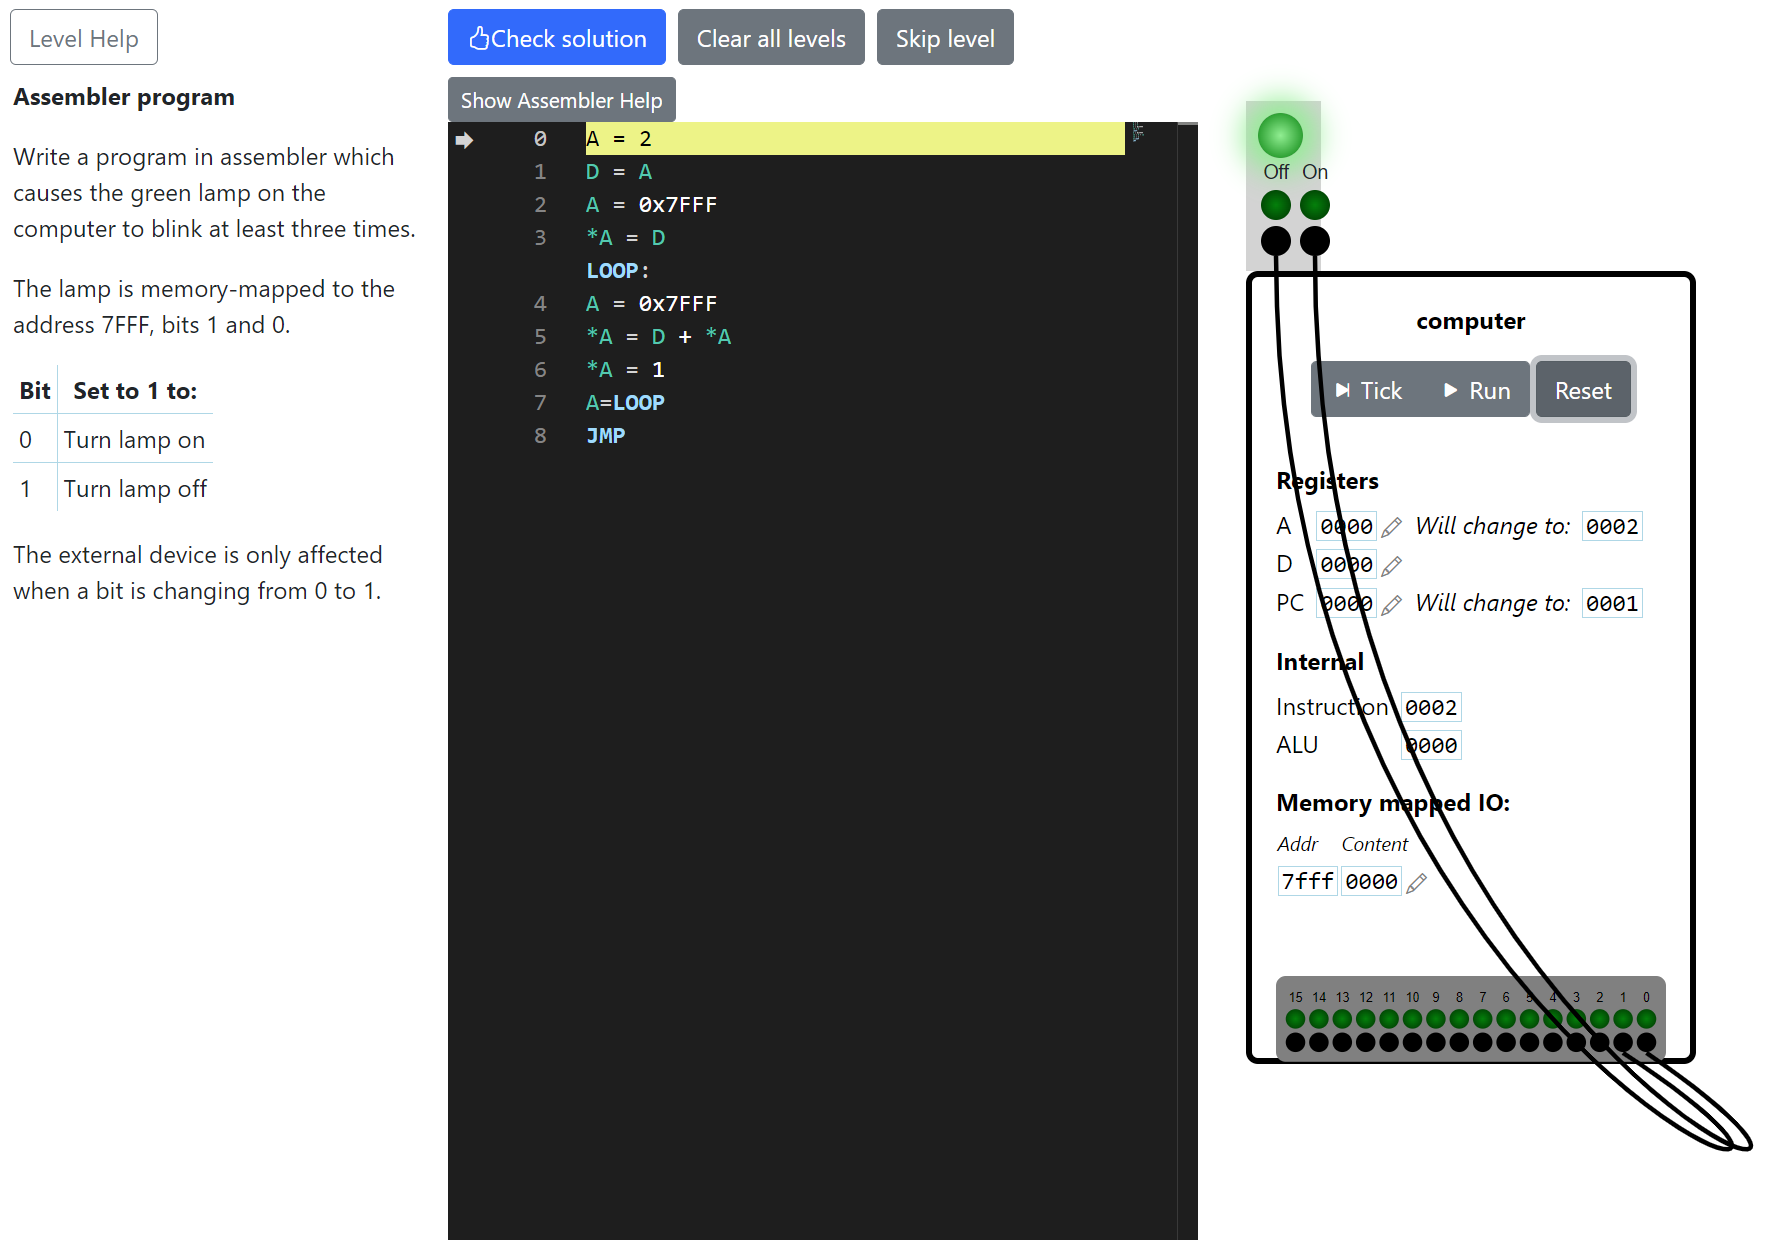 Level Help
Assembler program
Write a program in assembler which
causes the green lamp on the
computer to blink at least three times.
The lamp is memory-mapped to the
address 7FFF, bits 1 and 0.
Bit Set to 1 to:
0 Turn lamp on
1 Turn lamp off
The external device is only affected
when a bit is changing from 0 to 1.
Check solution Clear all levels Skip level
Show Assembler Help
0 A = 2
1 D = A
2 A = 0x7FFF
3 *A = D
LOOP:
4 A = 0x7FFF
5 *A = D + *A
6 *A = 1
7 A=LOOP
8 JMP
Off On
computer
Tick Run Reset
Registers
A 0000 Will change to: 0002
D 0000
PC 0000 Will change to: 0001
Internal
Instruction 0002
ALU 0000
Memory mapped IO:
Addr Content
7fff 0000
15 14 13 12 11 10 9 8 7 6 5 4 3 2 1 0